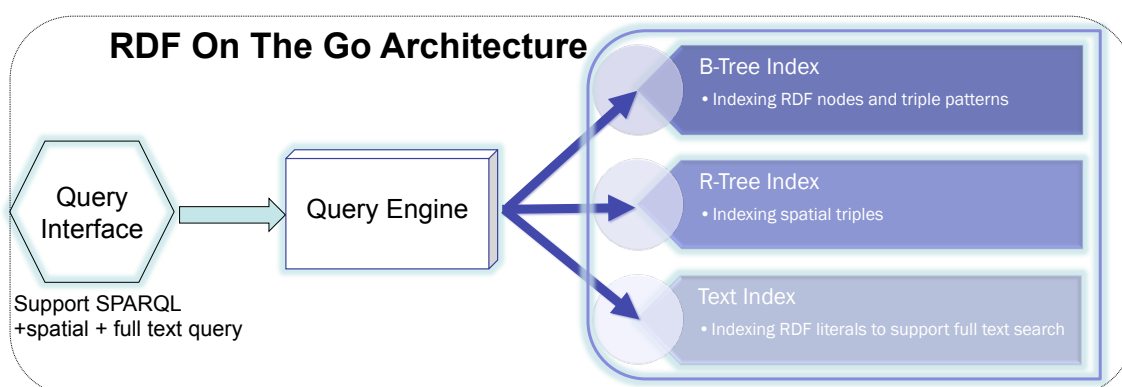 RDF On The Go Architecture
Query
Interface
Support SPARQL
+spatial + full text query
Query Engine
B-Tree Index
• Indexing RDF nodes and triple patterns
R-Tree Index
• Indexing spatial triples
Text Index
• Indexing RDF literals to support full text search